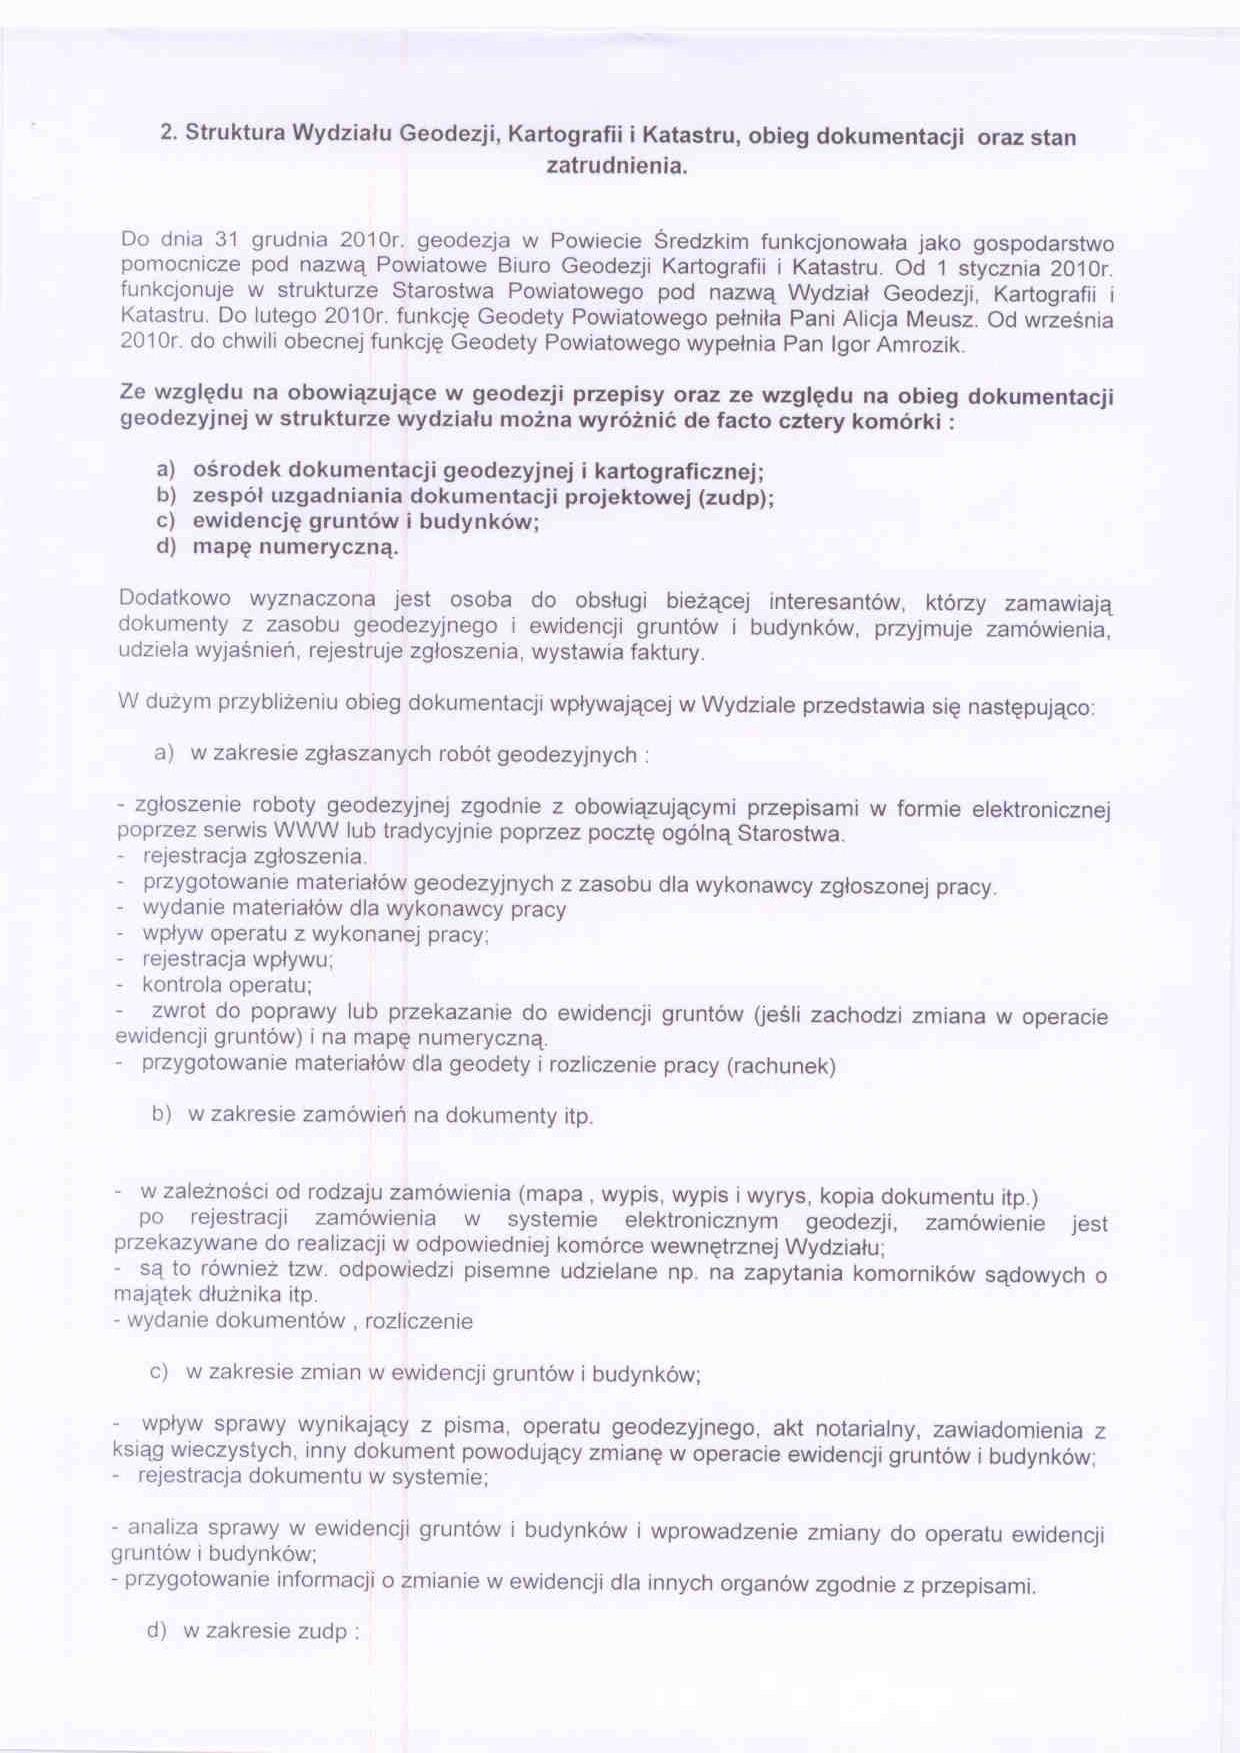 2. Struktura Wydziału Geodezji, Kartografii i Katastru, obieg dokumentacji oraz stan
zatrudnienia.
Do dnia 31 grudnia 2010r. geodezja w Powiecie Średzkim funkcjonowała jako gospodarstwo
pomocnicze pod nazwą Powiatowe Biuro Geodezji Kartografii i Katastru. Od 1 stycznia 2010r.
funkcjonuje w strukturze Starostwa Powiatowego pod nazwą Wydział Geodezji, Kartografii i
Katastru. Do lutego 2010r. funkcję Geodety Powiatowego pełniła Pani Alicja Meusz. Od września
2010r. do chwili obecnej funkcję Geodety Powiatowego wypełnia Pan Igor Amrozik.
Ze względu na obowiązujące w geodezji przepisy oraz ze względu na obieg dokumentacji
geodezyjnej w strukturze wydziału można wyróżnić de facto cztery komórki :
a) ośrodek dokumentacji geodezyjnej i kartograficznej;
b) zespół uzgadniania dokumentacji projektowej (zudp);
c) ewidencję gruntów i budynków;
d) mapę numeryczną.
Dodatkowo wyznaczona jest osoba do obsługi bieżącej interesantów, którzy zamawiają
dokumenty z zasobu geodezyjnego i ewidencji gruntów i budynków, przyjmuje zamówienia,
udziela wyjaśnień, rejestruje zgłoszenia, wystawia faktury.
W dużym przybliżeniu obieg dokumentacji wpływającej w Wydziale przedstawia się następująco:
a) w zakresie zgłaszanych robót geodezyjnych :
- zgłoszenie roboty geodezyjnej zgodnie z obowiązującymi przepisami w formie elektronicznej
poprzez serwis WWW lub tradycyjnie poprzez pocztę ogólną Starostwa.
- rejestracja zgłoszenia.
- przygotowanie materiałów geodezyjnych z zasobu dla wykonawcy zgłoszonej pracy.
- wydanie materiałów dla wykonawcy pracy
- wpływ operatu z wykonanej pracy;
- rejestracja wpływu;
- kontrola operatu;
- zwrot do poprawy lub przekazanie do ewidencji gruntów (jeśli zachodzi zmiana w operacie
ewidencji gruntów) i na mapę numeryczną.
- przygotowanie materiałów dla geodety i rozliczenie pracy (rachunek)
b) w zakresie zamówień na dokumenty itp.
- w zależności od rodzaju zamówienia (mapa , wypis, wypis i wyrys, kopia dokumentu itp.)
po rejestracji zamówienia w systemie elektronicznym geodezji, zamówienie jest
przekazywane do realizacji w odpowiedniej komórce wewnętrznej Wydziału;
- są to również tzw. odpowiedzi pisemne udzielane np. na zapytania komorników sądowych o
majątek dłużnika itp.
- wydanie dokumentów , rozliczenie
c) w zakresie zmian w ewidencji gruntów i budynków;
- wpływ sprawy wynikający z pisma, operatu geodezyjnego, akt notarialny, zawiadomienia z
ksiąg wieczystych, inny dokument powodujący zmianę w operacie ewidencji gruntów i budynków;
- rejestracja dokumentu w systemie;
- analiza sprawy w ewidencji gruntów i budynków i wprowadzenie zmiany do operatu ewidencji
gruntów i budynków;
- przygotowanie informacji o zmianie w ewidencji dla innych organów zgodnie z przepisami.
d) w zakresie zudp :